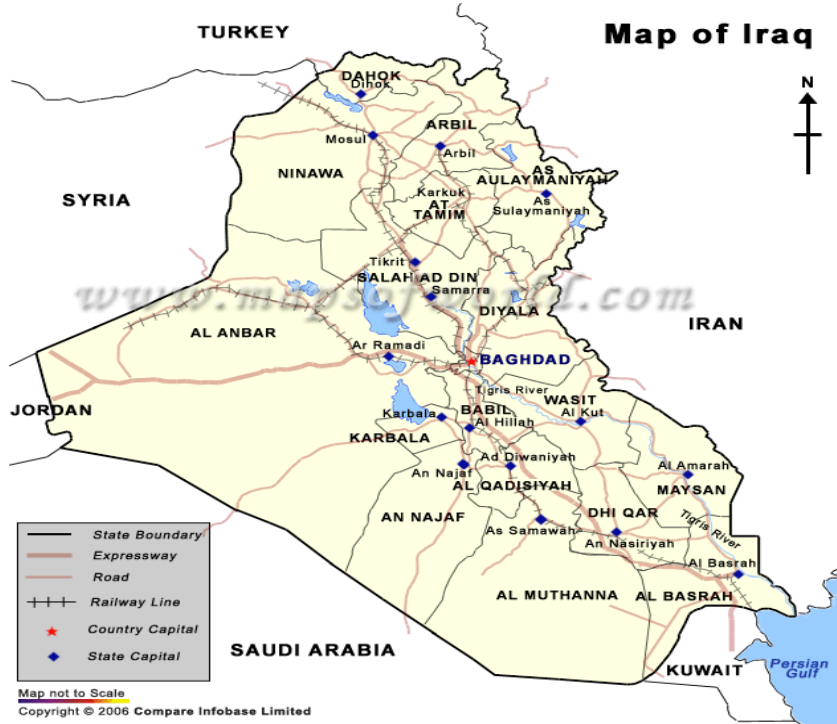 TURKEY
Map of Iraq
N
DAHOK
Dihok
ARBIL
Mosul
Arbil
NINAWA
AS
AULAYMANIYAH
SYRIA
Karkuk
AT
TAMIM
As
Sulaymaniyah
Tikrit
SALAH AD DIN
Samarra
www.mapsofworld.com
DIYALA
IRAN
AL ANBAR
Ar Ramadi
BAGHDAD
Tigris River
JORDAN
WASIT
BABIL
Karbala
Al Kut
Al Hillah
KARBALA
Ad Diwaniyah
Al Amarah
An Najaf
AL QADISIYAH
MAYSAN
AN NAJAF
DHI QAR
Tigris River
As Samawah
An Nasiriyah
Al Basrah
AL MUTHANNA
AL BASRAH
State Boundary
Expressway
Road
Railway Line
Country Capital
State Capital
SAUDI ARABIA
KUWAIT
Persian
Gulf
Map not to Scale
Copyright © 2006 Compare Infobase Limited